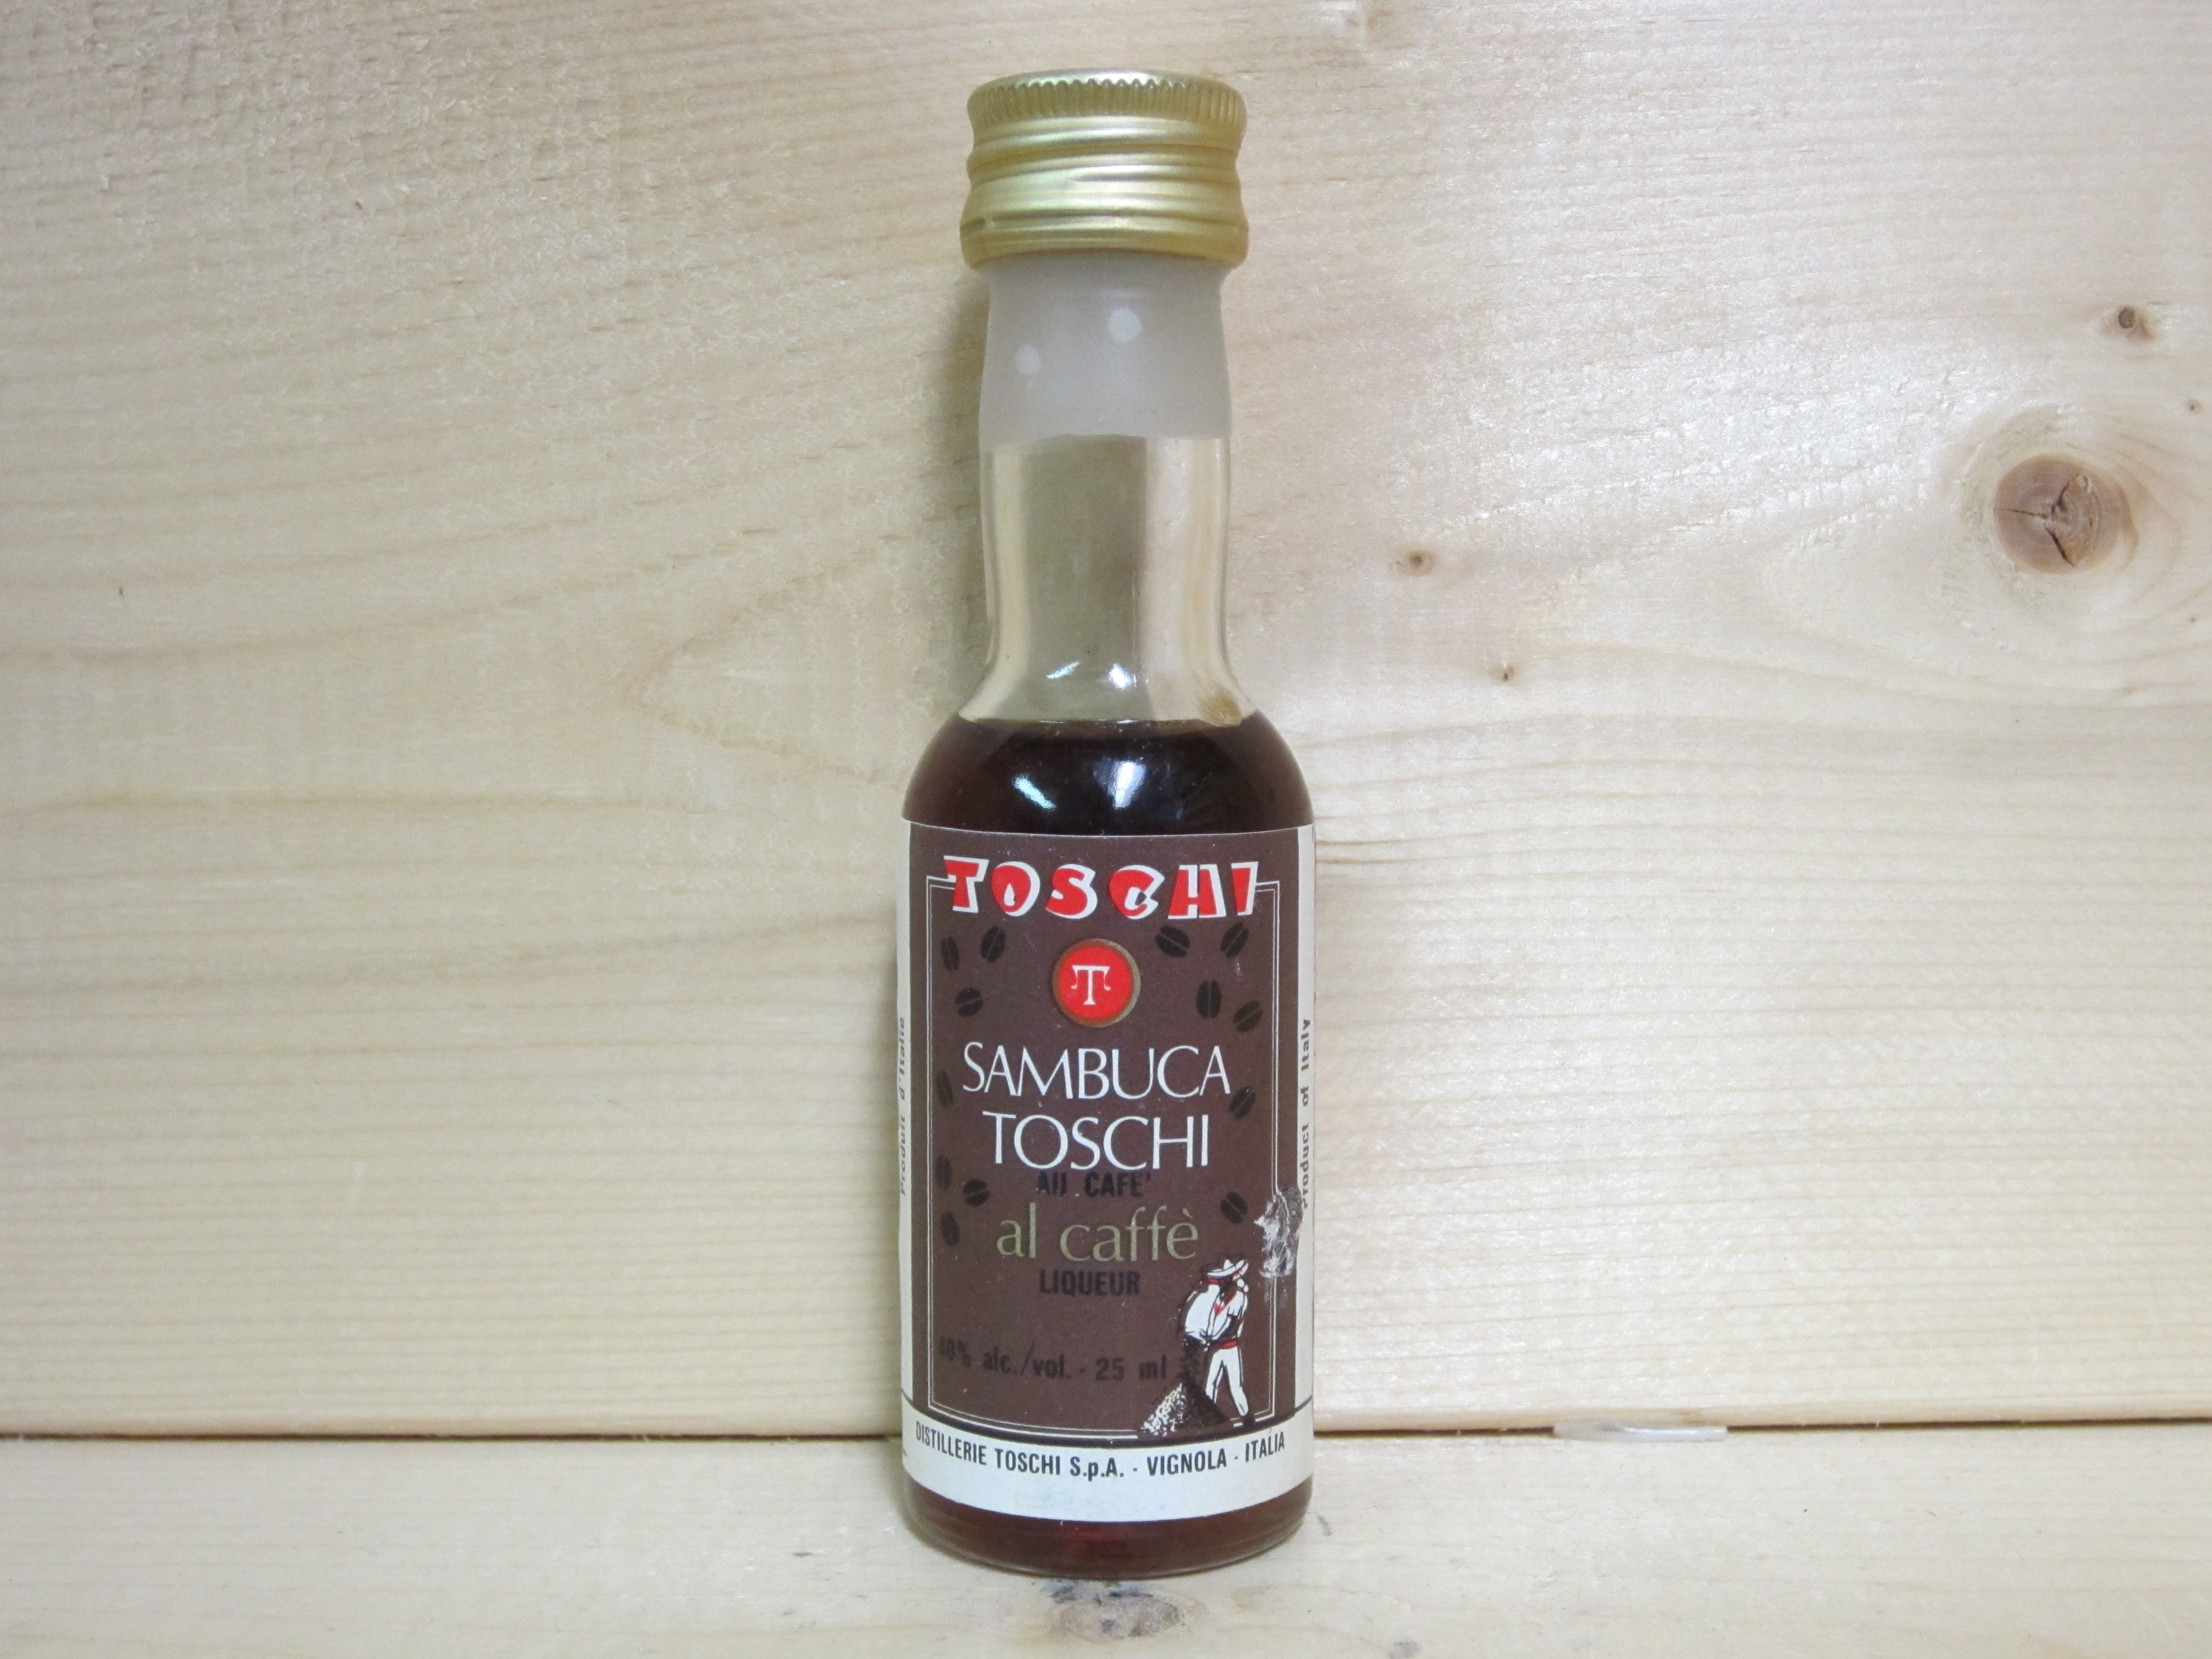 TOSCHI
T
SAMBUCA
TOSCHI
AU CAFE'
al caffè
LIQUEUR
40% alc./vol. - 25 ml
DISTILLERIE TOSCHI S.p.A. - VIGNOLA - ITALIA
Produit d'Italie
Product of Italy